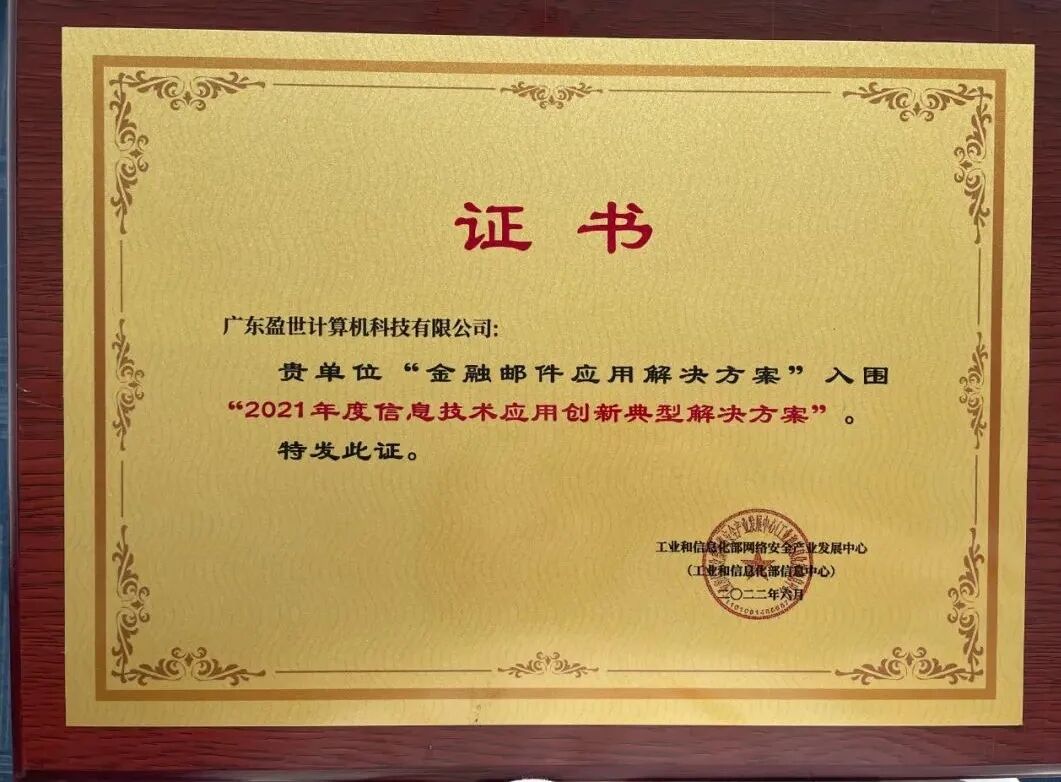 证书
广东盈世计算机科技有限公司:
贵单位“金融邮件应用解决方案”入围
“2021年度信息技术应用创新典型解决方案”。
特发此证。
工业和信息化部网络安全产业发展中心
（工业和信息化部信息中心）
二〇二二年六月